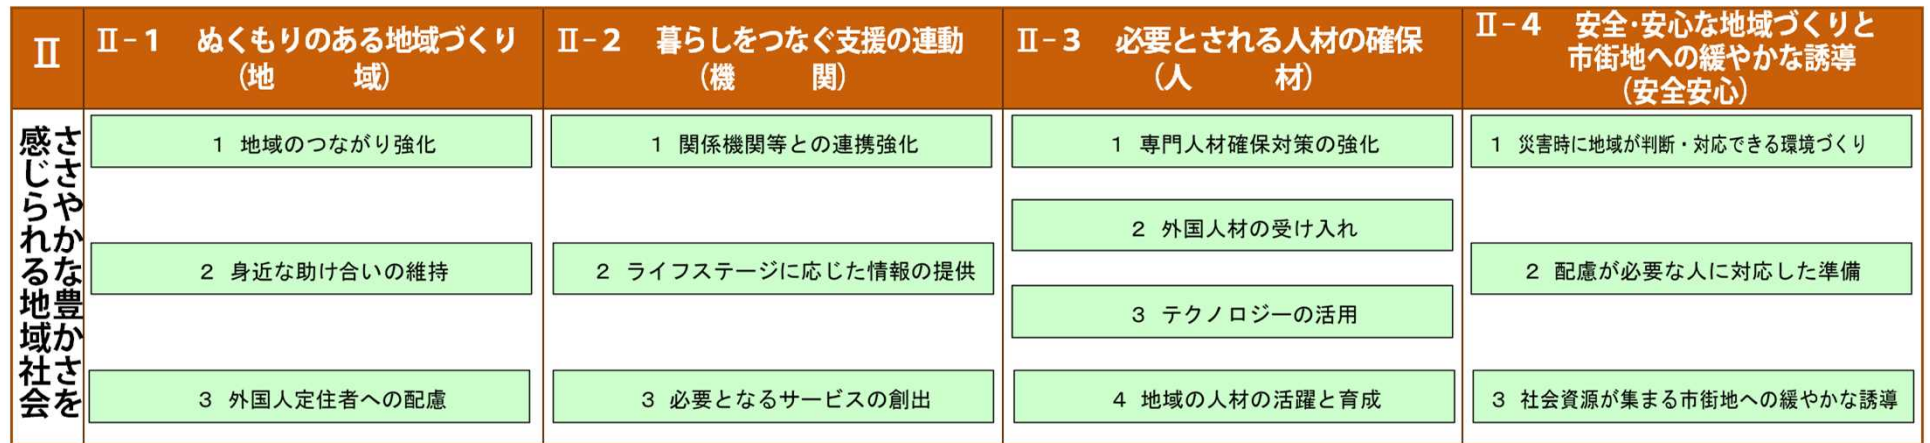 Ⅱ
Ⅱ-1 ぬくもりのある地域づくり
(地 域)
Ⅱ-2 暮らしをつなぐ支援の連動
(機 関)
Ⅱ-3 必要とされる人材の確保
(人 材)
Ⅱ-4 安全・安心な地域づくりと
市街地への緩やかな誘導
(安全安心)
ささやかな豊かさを
感じられる地域社会
1 地域のつながり強化
2 身近な助け合いの維持
3 外国人定住者への配慮
1 関係機関等との連携強化
2 ライフステージに応じた情報の提供
3 必要となるサービスの創出
1 専門人材確保対策の強化
2 外国人材の受け入れ
3 テクノロジーの活用
4 地域の人材の活躍と育成
1 災害時に地域が判断・対応できる環境づくり
2 配慮が必要な人に対応した準備
3 社会資源が集まる市街地への緩やかな誘導